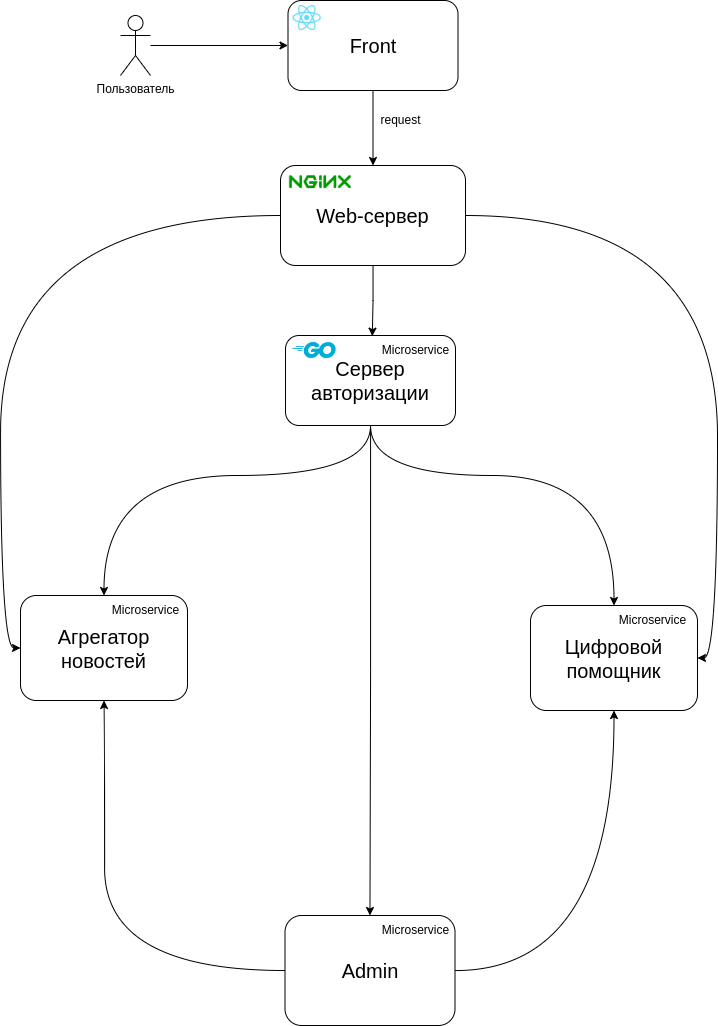 Front
Пользователь
request
NGINX
Web-сервер
GO
Microservice
Сервер
авторизации
Microservice
Агрегатор
новостей
Microservice
Цифровой
помощник
Microservice
Admin